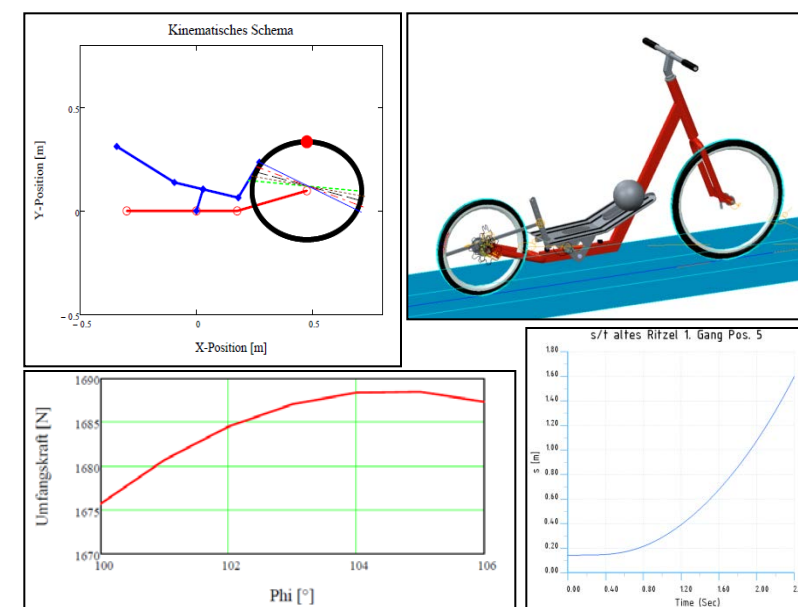 Kinematisches Schema
Y-Position [m]
0.5
0
− 0.5
− 0.5
0
0.5
X-Position [m]
Umfangskraft [N]
1690
1685
1680
1675
1670
100
102
104
106
Phi [°]
s/t altes Ritzel 1. Gang Pos. 5
s [m]
1.80
1.60
1.40
1.20
1.00
0.80
0.60
0.40
0.20
0.00
0.00 0.40 0.80 1.20 1.60 2.00
Time (Sec)